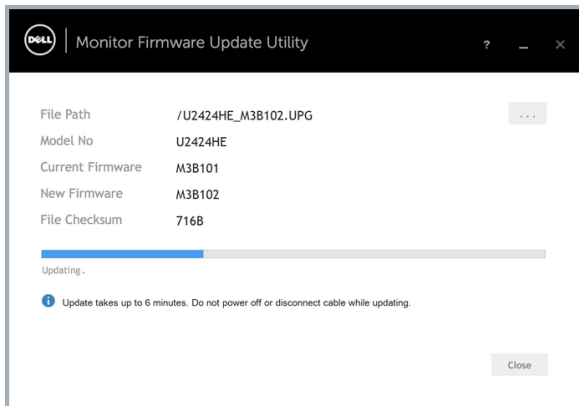 DELL | Monitor Firmware Update Utility ? _ ×
File Path /U2424HE_M3B102.UPG ...
Model No U2424HE
Current Firmware M3B101
New Firmware M3B102
File Checksum 716B
Updating.
i Update takes up to 6 minutes. Do not power off or disconnect cable while updating.
Close